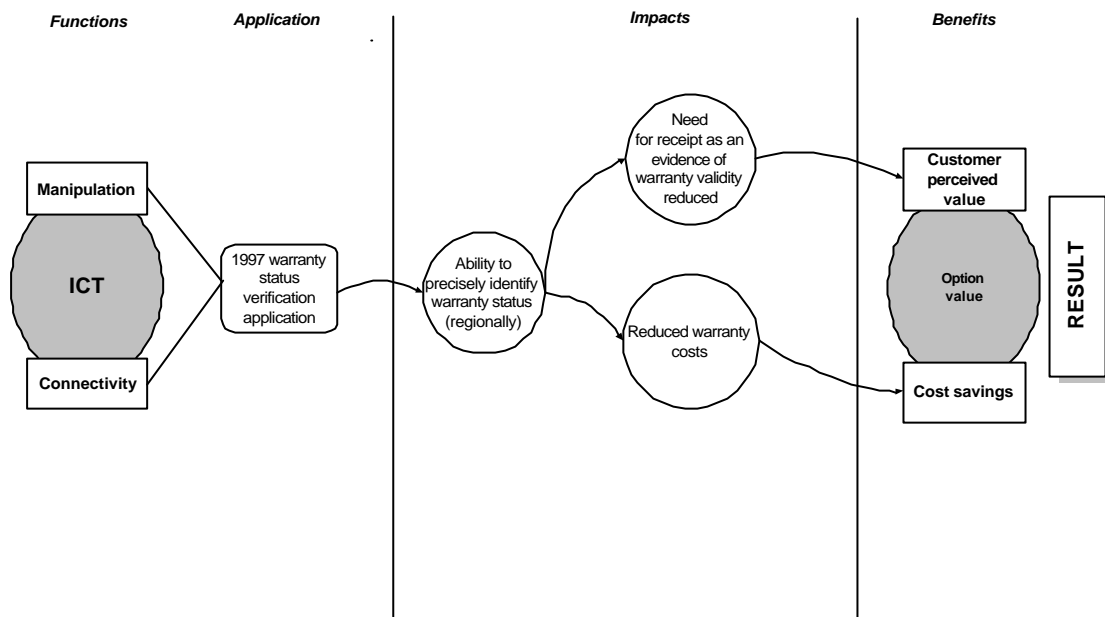 Functions
Application
Impacts
Benefits
Manipulation
ICT
Connectivity
1997 warranty
status
verification
application
Ability to
precisely identify
warranty status
(regionally)
Need
for receipt as an
evidence of
warranty validity
reduced
Reduced warranty
costs
Customer
perceived
value
Option
value
Cost savings
RESULT